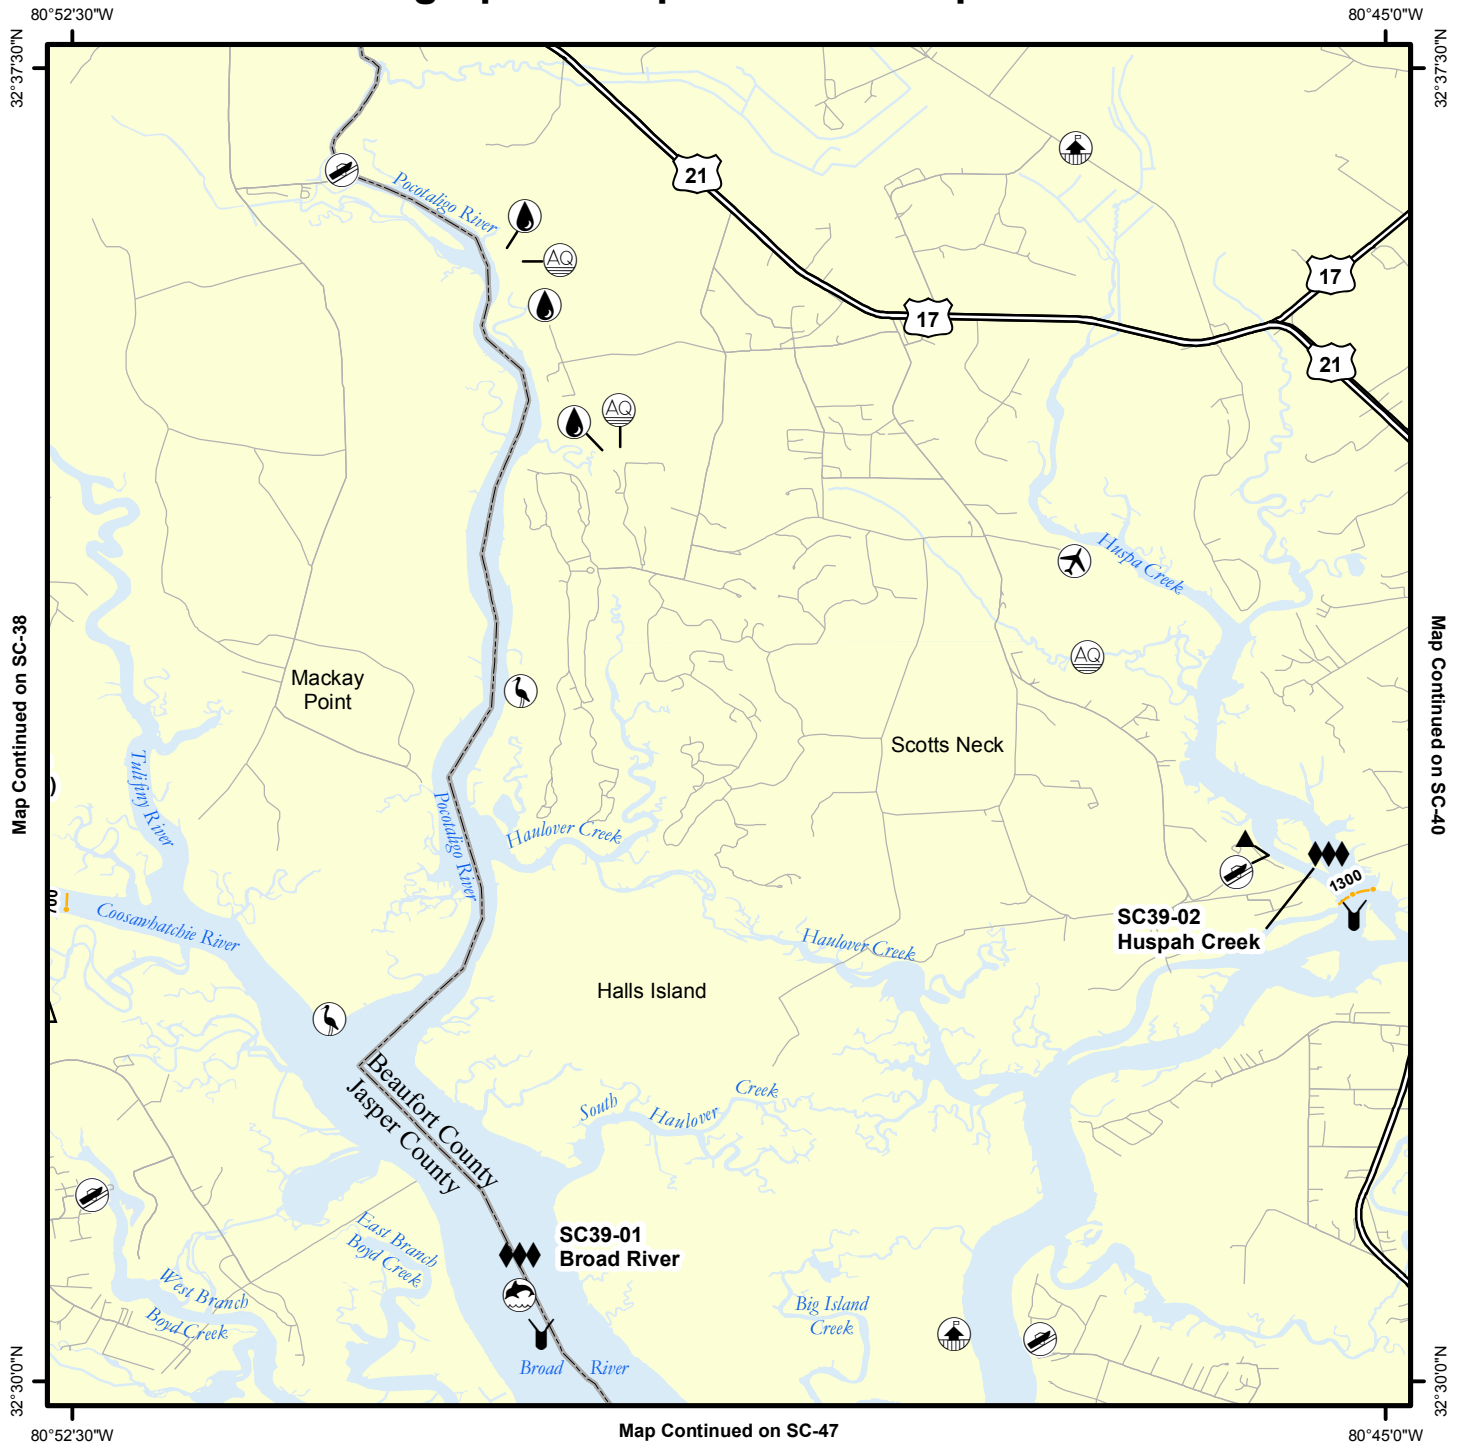 80°52'30"W
80°45'0"W
32°37'30"N
32°37'30"N
21
Pocotaligo River
AQ
17
17
21
AQ
Huspa Creek
Map Continued on SC-38
Map Continued on SC-40
AQ
Mackay
Point
Scotts Neck
Tulifiny River
Pocotaligo River
Haulover Creek
1300
Coosawhatchie River
SC39-02
Huspah Creek
Haulover Creek
Halls Island
Beaufort County
Jasper County
South Haulover Creek
East Branch
Boyd Creek
SC39-01
Broad River
West Branch
Boyd Creek
Big Island
Creek
Broad River
32°30'0"N
32°30'0"N
80°52'30"W
Map Continued on SC-47
80°45'0"W